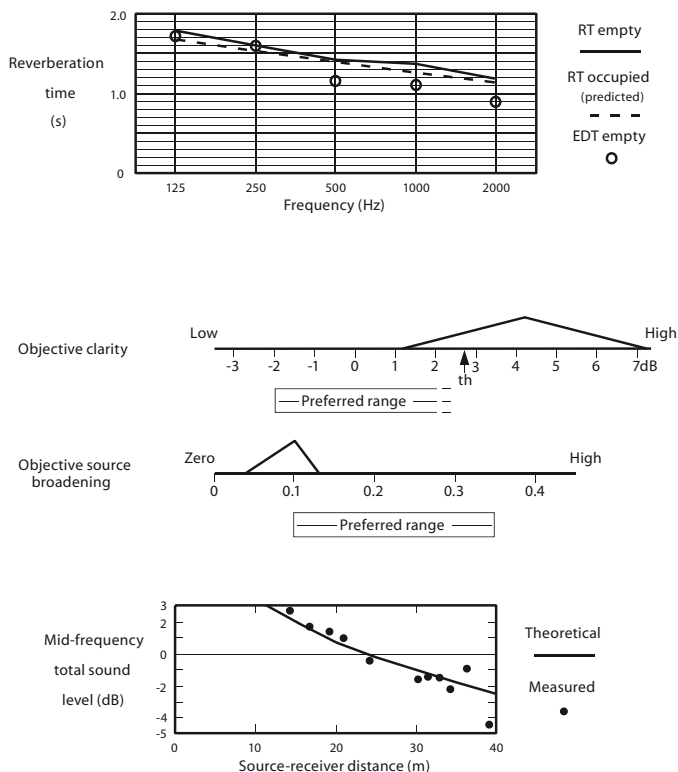 2.0
1.0
0
Reverberation
time
(s)
125 250 500 1000 2000
Frequency (Hz)
RT empty
RT occupied
(predicted)
EDT empty
Objective clarity
Low
High
-3 -2 -1 0 1 2 3 4 5 6 7dB
th
Preferred range
Objective source
broadening
Zero
High
0 0.1 0.2 0.3 0.4
Preferred range
Mid-frequency
total sound
level (dB)
3
2
0
-2
-4
-5
0 10 20 30 40
Source-receiver distance (m)
Theoretical
Measured